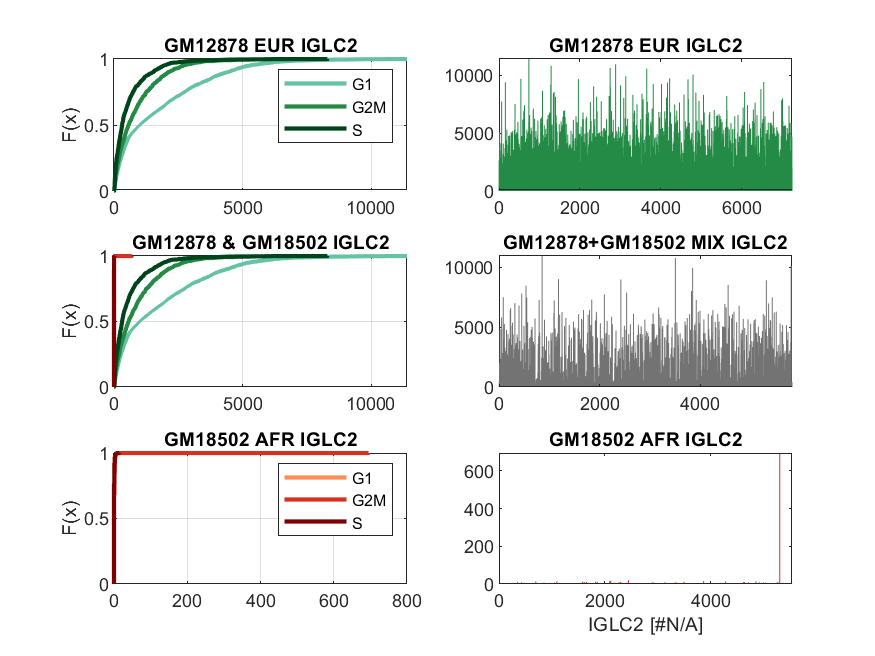 GM12878 EUR IGLC2
F(x)
1
0.5
0
0 5000 10000
G1
G2M
S
GM12878 EUR IGLC2
10000
5000
0
0 2000 4000 6000
GM12878 & GM18502 IGLC2
F(x)
1
0.5
0
0 5000 10000
GM12878+GM18502 MIX IGLC2
10000
5000
0
0 2000 4000
GM18502 AFR IGLC2
F(x)
1
0.5
0
0 200 400 600 800
G1
G2M
S
GM18502 AFR IGLC2
600
400
200
0
0 2000 4000
IGLC2 [#N/A]